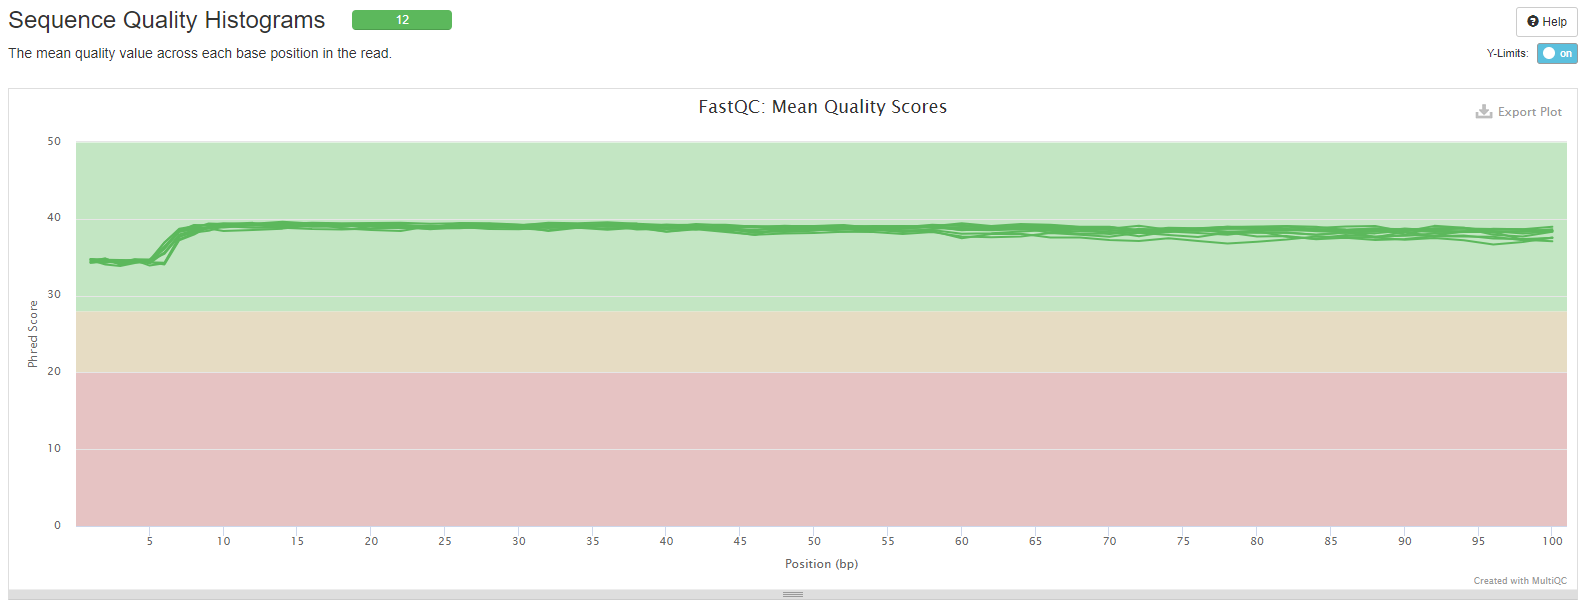 Sequence Quality Histograms 12
Help
The mean quality value across each base position in the read.
Y-Limits: on
FastQC: Mean Quality Scores
Export Plot
50
40
30
20
10
0
Phred Score
5 10 15 20 25 30 35 40 45 50 55 60 65 70 75 80 85 90 95 100
Position (bp)
Created with MultiQC